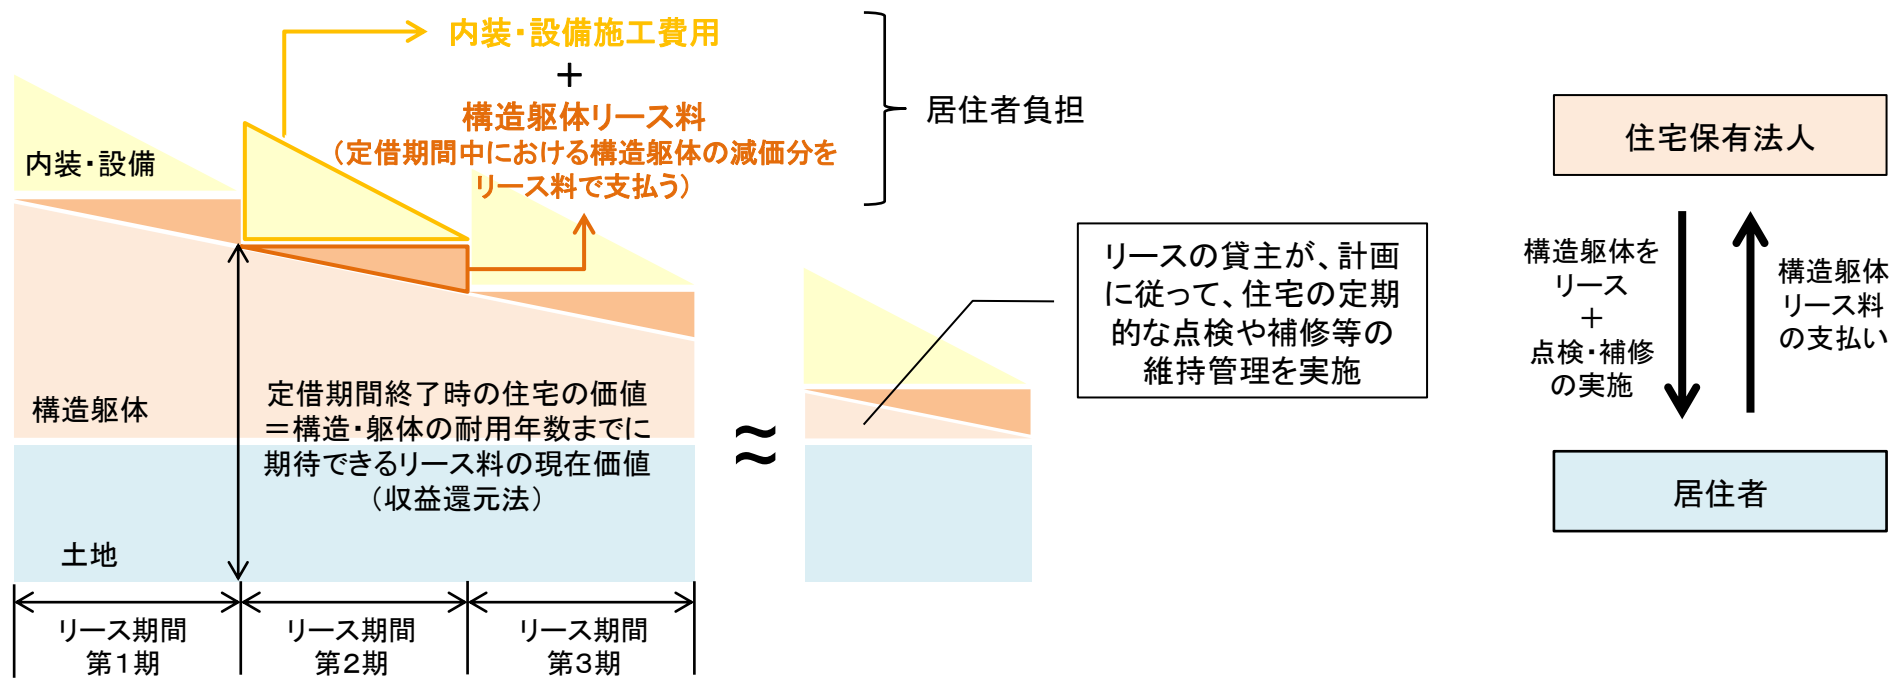 内装・設備施工費用
＋
構造躯体リース料
（定借期間中における構造躯体の減価分を
リース料で支払う）
居住者負担
内装・設備
構造躯体
土地
定借期間終了時の住宅の価値
＝構造・躯体の耐用年数までに
期待できるリース料の現在価値
（収益還元法）
リース期間
第１期
リース期間
第２期
リース期間
第３期
≈
リースの貸主が、計画
に従って、住宅の定期
的な点検や補修等の
維持管理を実施
住宅保有法人
構造躯体を
リース
＋
点検・補修
の実施
構造躯体
リース料
の支払い
居住者